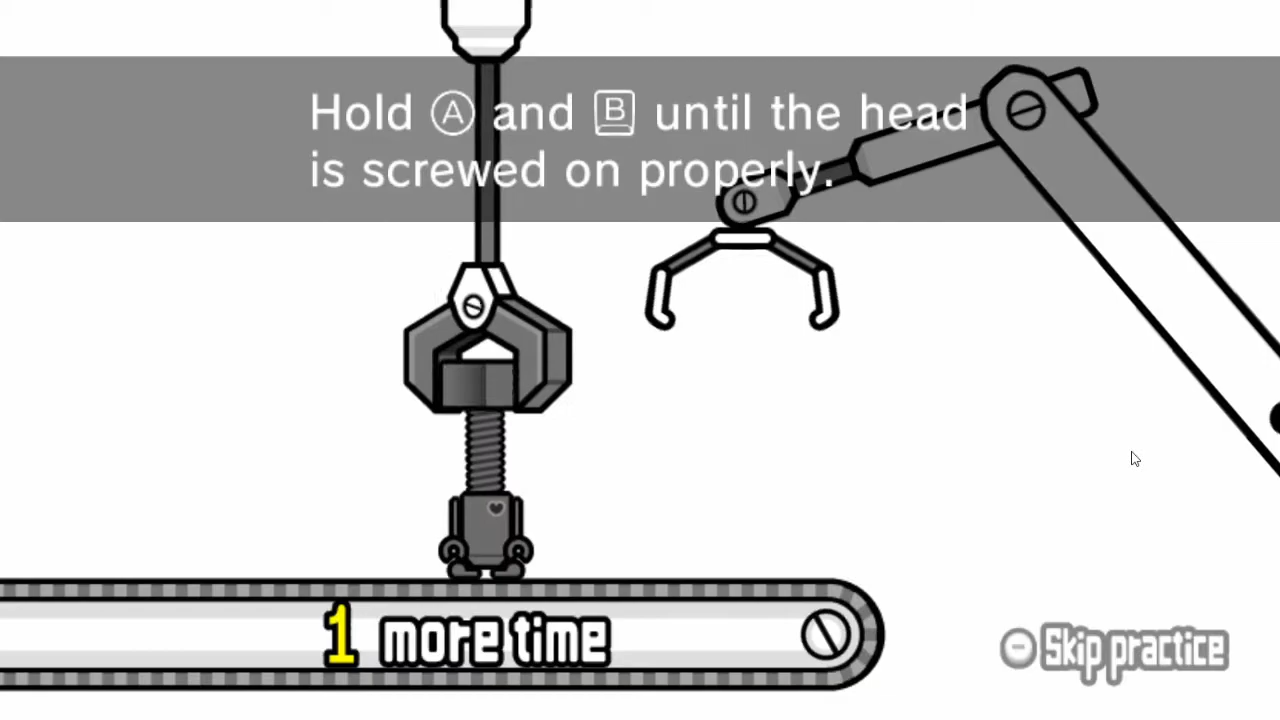 Hold Ⓐ and B until the head
is screwed on properly.
1 more time
Skip practice